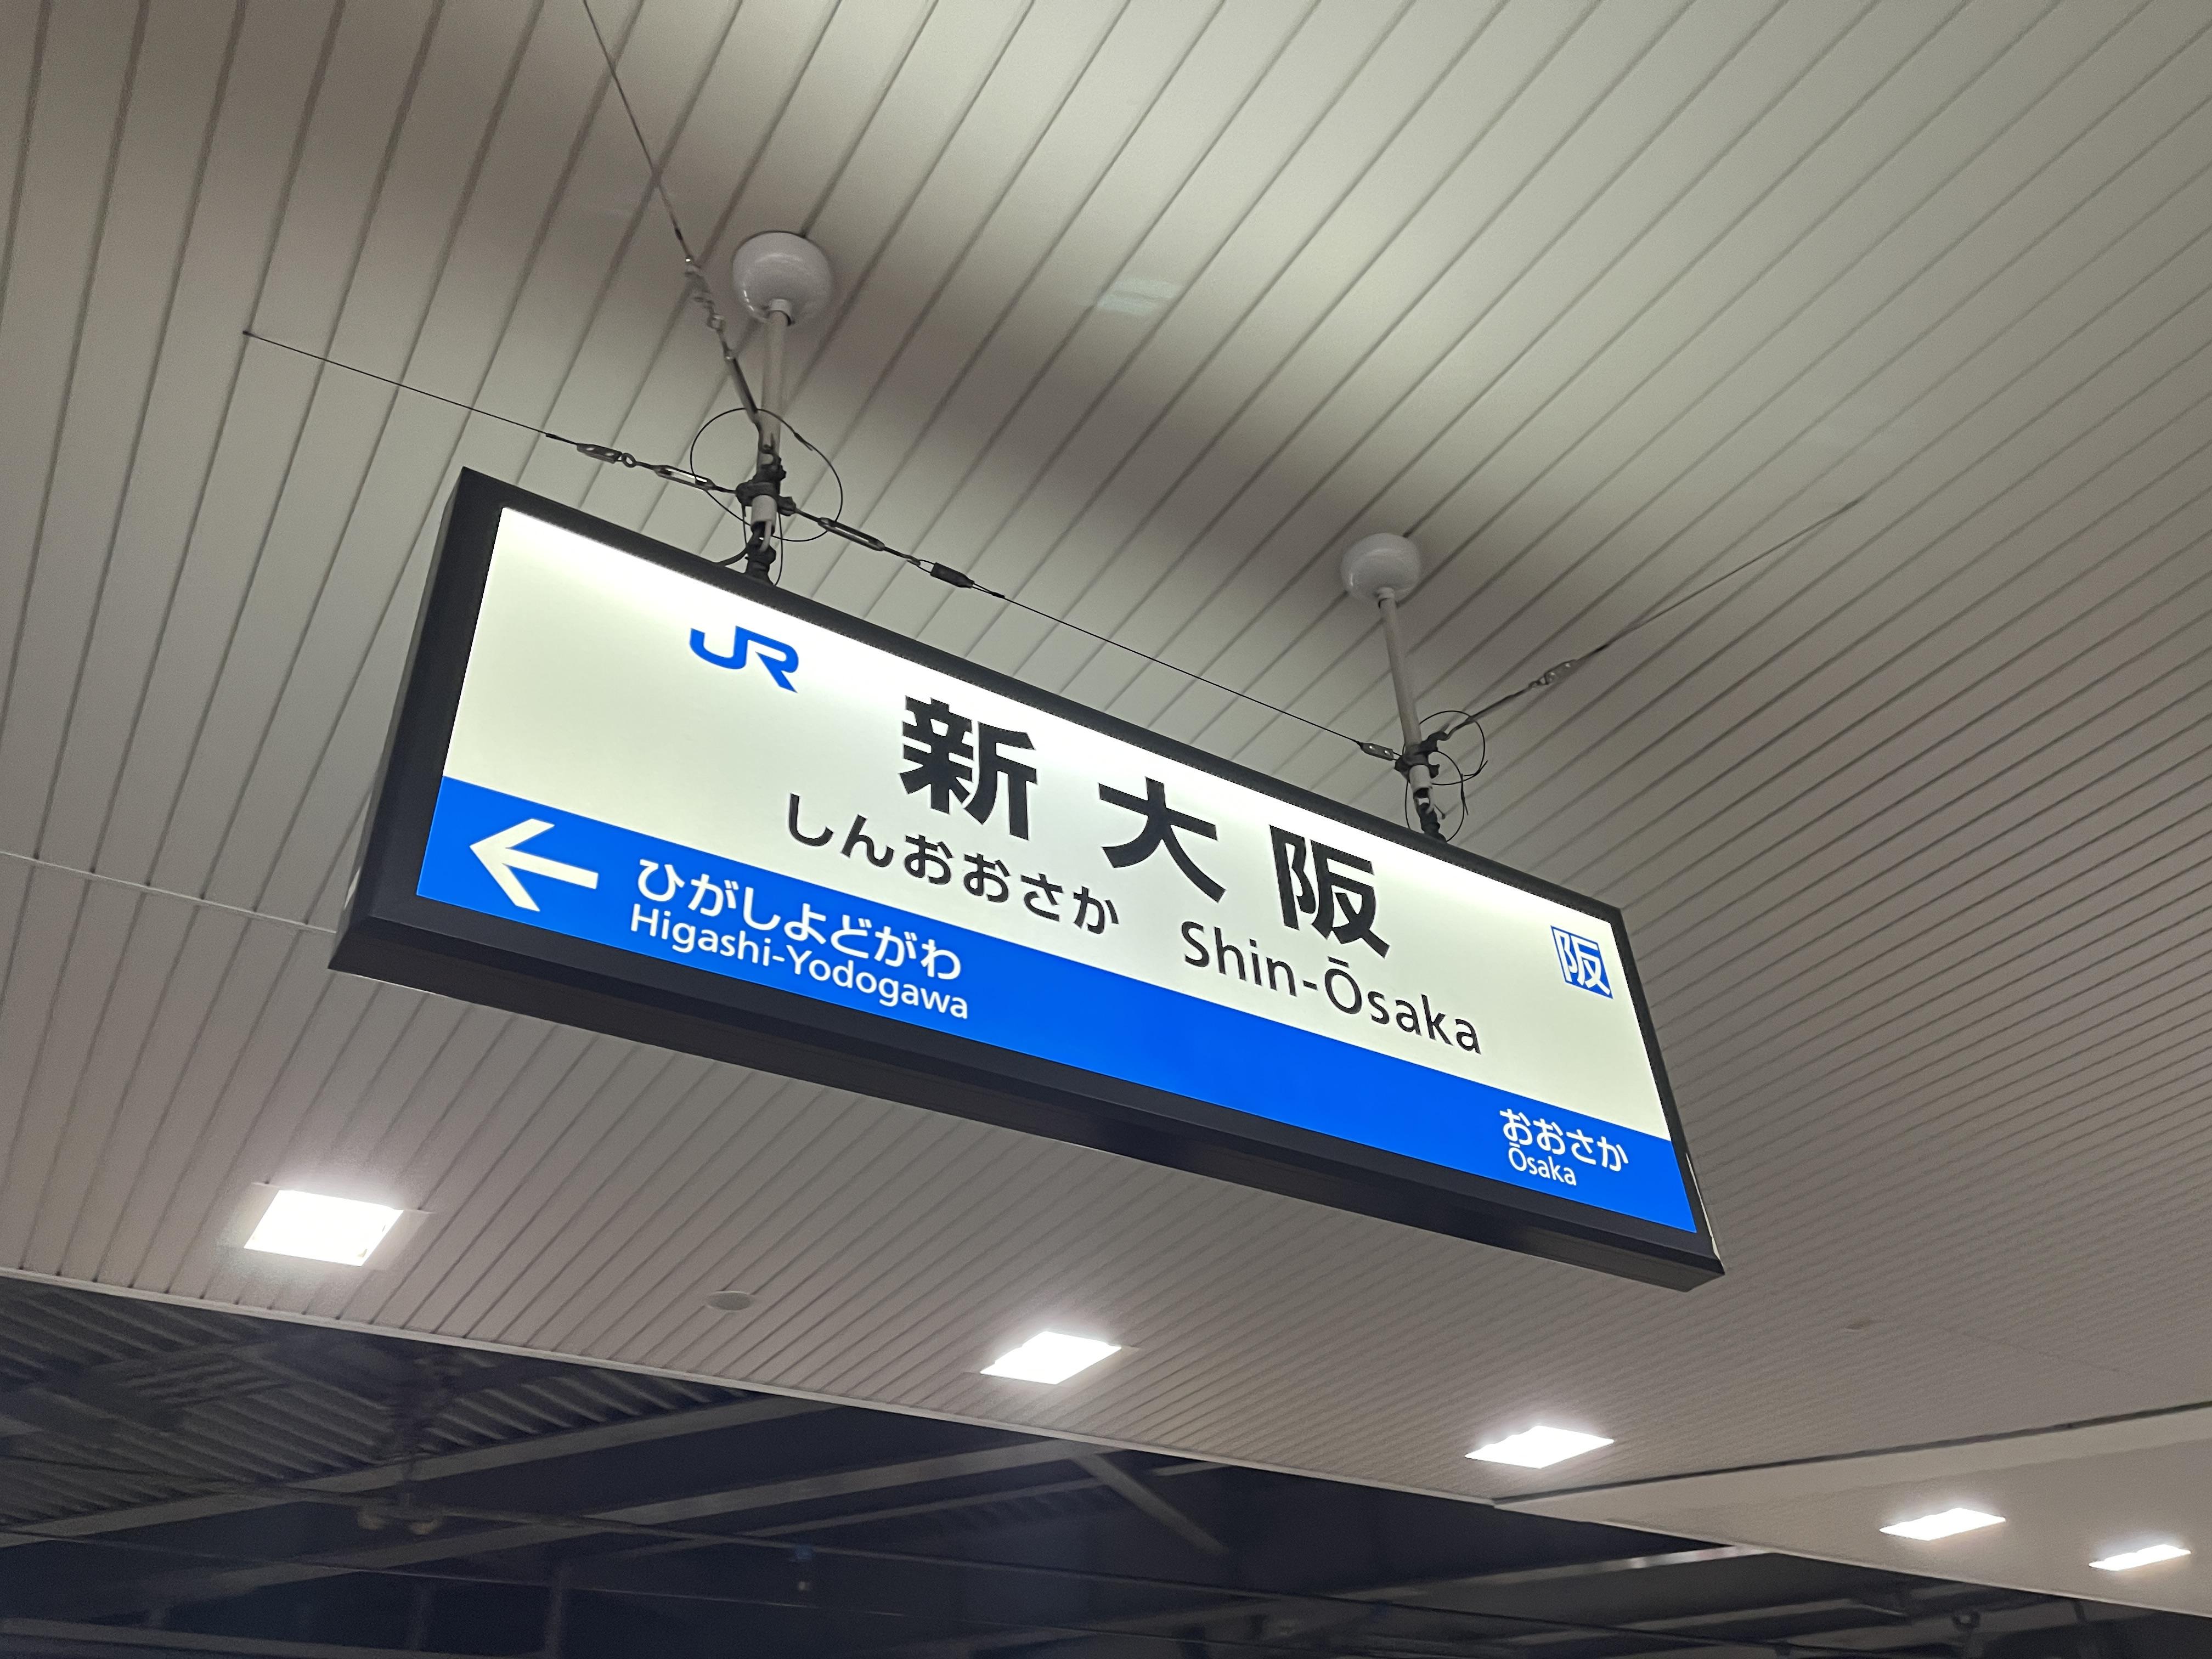 JR
新大阪
阪
しんおおさか Shin-Ōsaka
← ひがしよどがわ
Higashi-Yodogawa
おおさか
Ōsaka